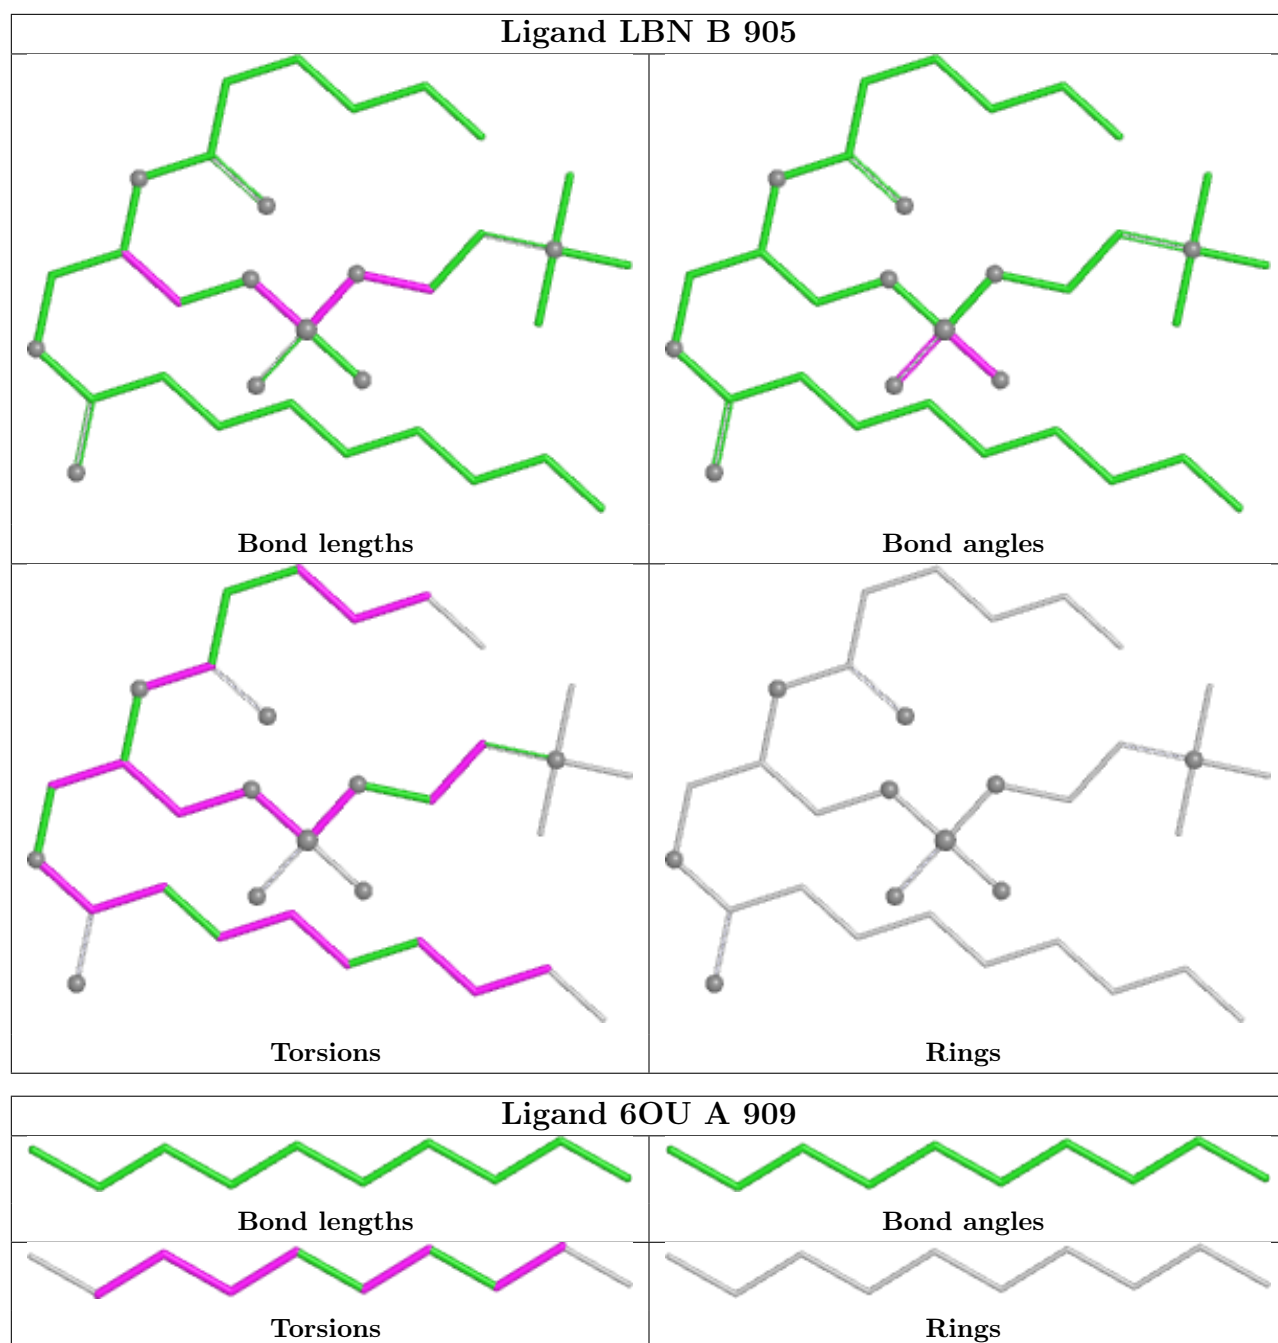 Ligand LBN B 905
Bond lengths
Bond angles
Torsions
Rings
Ligand 6OU A 909
Bond lengths
Bond angles
Torsions
Rings